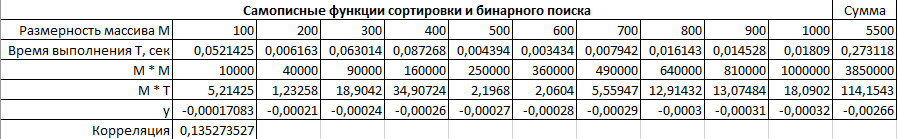 Самописные функции сортировки и бинарного поиска Сумма
Размерность массива M 100 200 300 400 500 600 700 800 900 1000 5500
Время выполнения T, сек 0,0521425 0,006163 0,063014 0,087268 0,004394 0,003434 0,007942 0,016143 0,014528 0,01809 0,273118
M * M 10000 40000 90000 160000 250000 360000 490000 640000 810000 1000000 3850000
M * T 5,21425 1,23258 18,9042 34,90724 2,1968 2,0604 5,55947 12,91432 13,07484 18,0902 114,1543
y -0,00017083 -0,00021 -0,00024 -0,00026 -0,00027 -0,00028 -0,00029 -0,0003 -0,00031 -0,00032 -0,00266
Корреляция 0,135273527